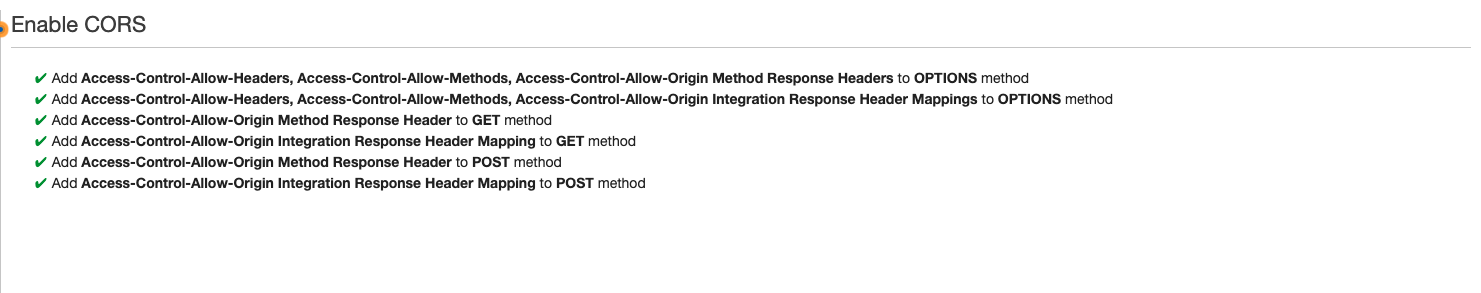 Enable CORS
✔ Add Access-Control-Allow-Headers, Access-Control-Allow-Methods, Access-Control-Allow-Origin Method Response Headers to OPTIONS method
✔ Add Access-Control-Allow-Headers, Access-Control-Allow-Methods, Access-Control-Allow-Origin Integration Response Header Mappings to OPTIONS method
✔ Add Access-Control-Allow-Origin Method Response Header to GET method
✔ Add Access-Control-Allow-Origin Integration Response Header Mapping to GET method
✔ Add Access-Control-Allow-Origin Method Response Header to POST method
✔ Add Access-Control-Allow-Origin Integration Response Header Mapping to POST method